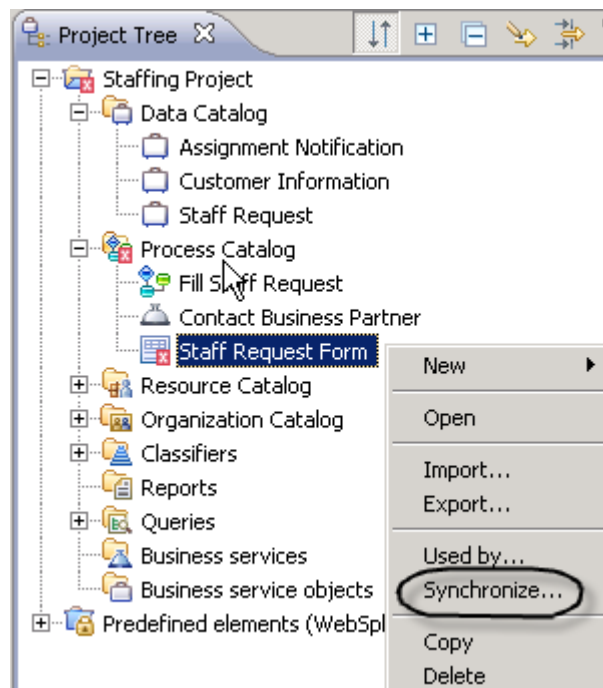 Project Tree
Staffing Project
Data Catalog
Assignment Notification
Customer Information
Staff Request
Process Catalog
Fill Staff Request
Contact Business Partner
Staff Request Form
Resource Catalog
Organization Catalog
Classifiers
Reports
Queries
Business services
Business service objects
Predefined elements (WebSpl
New
Open
Import...
Export...
Used by...
Synchronize...
Copy
Delete